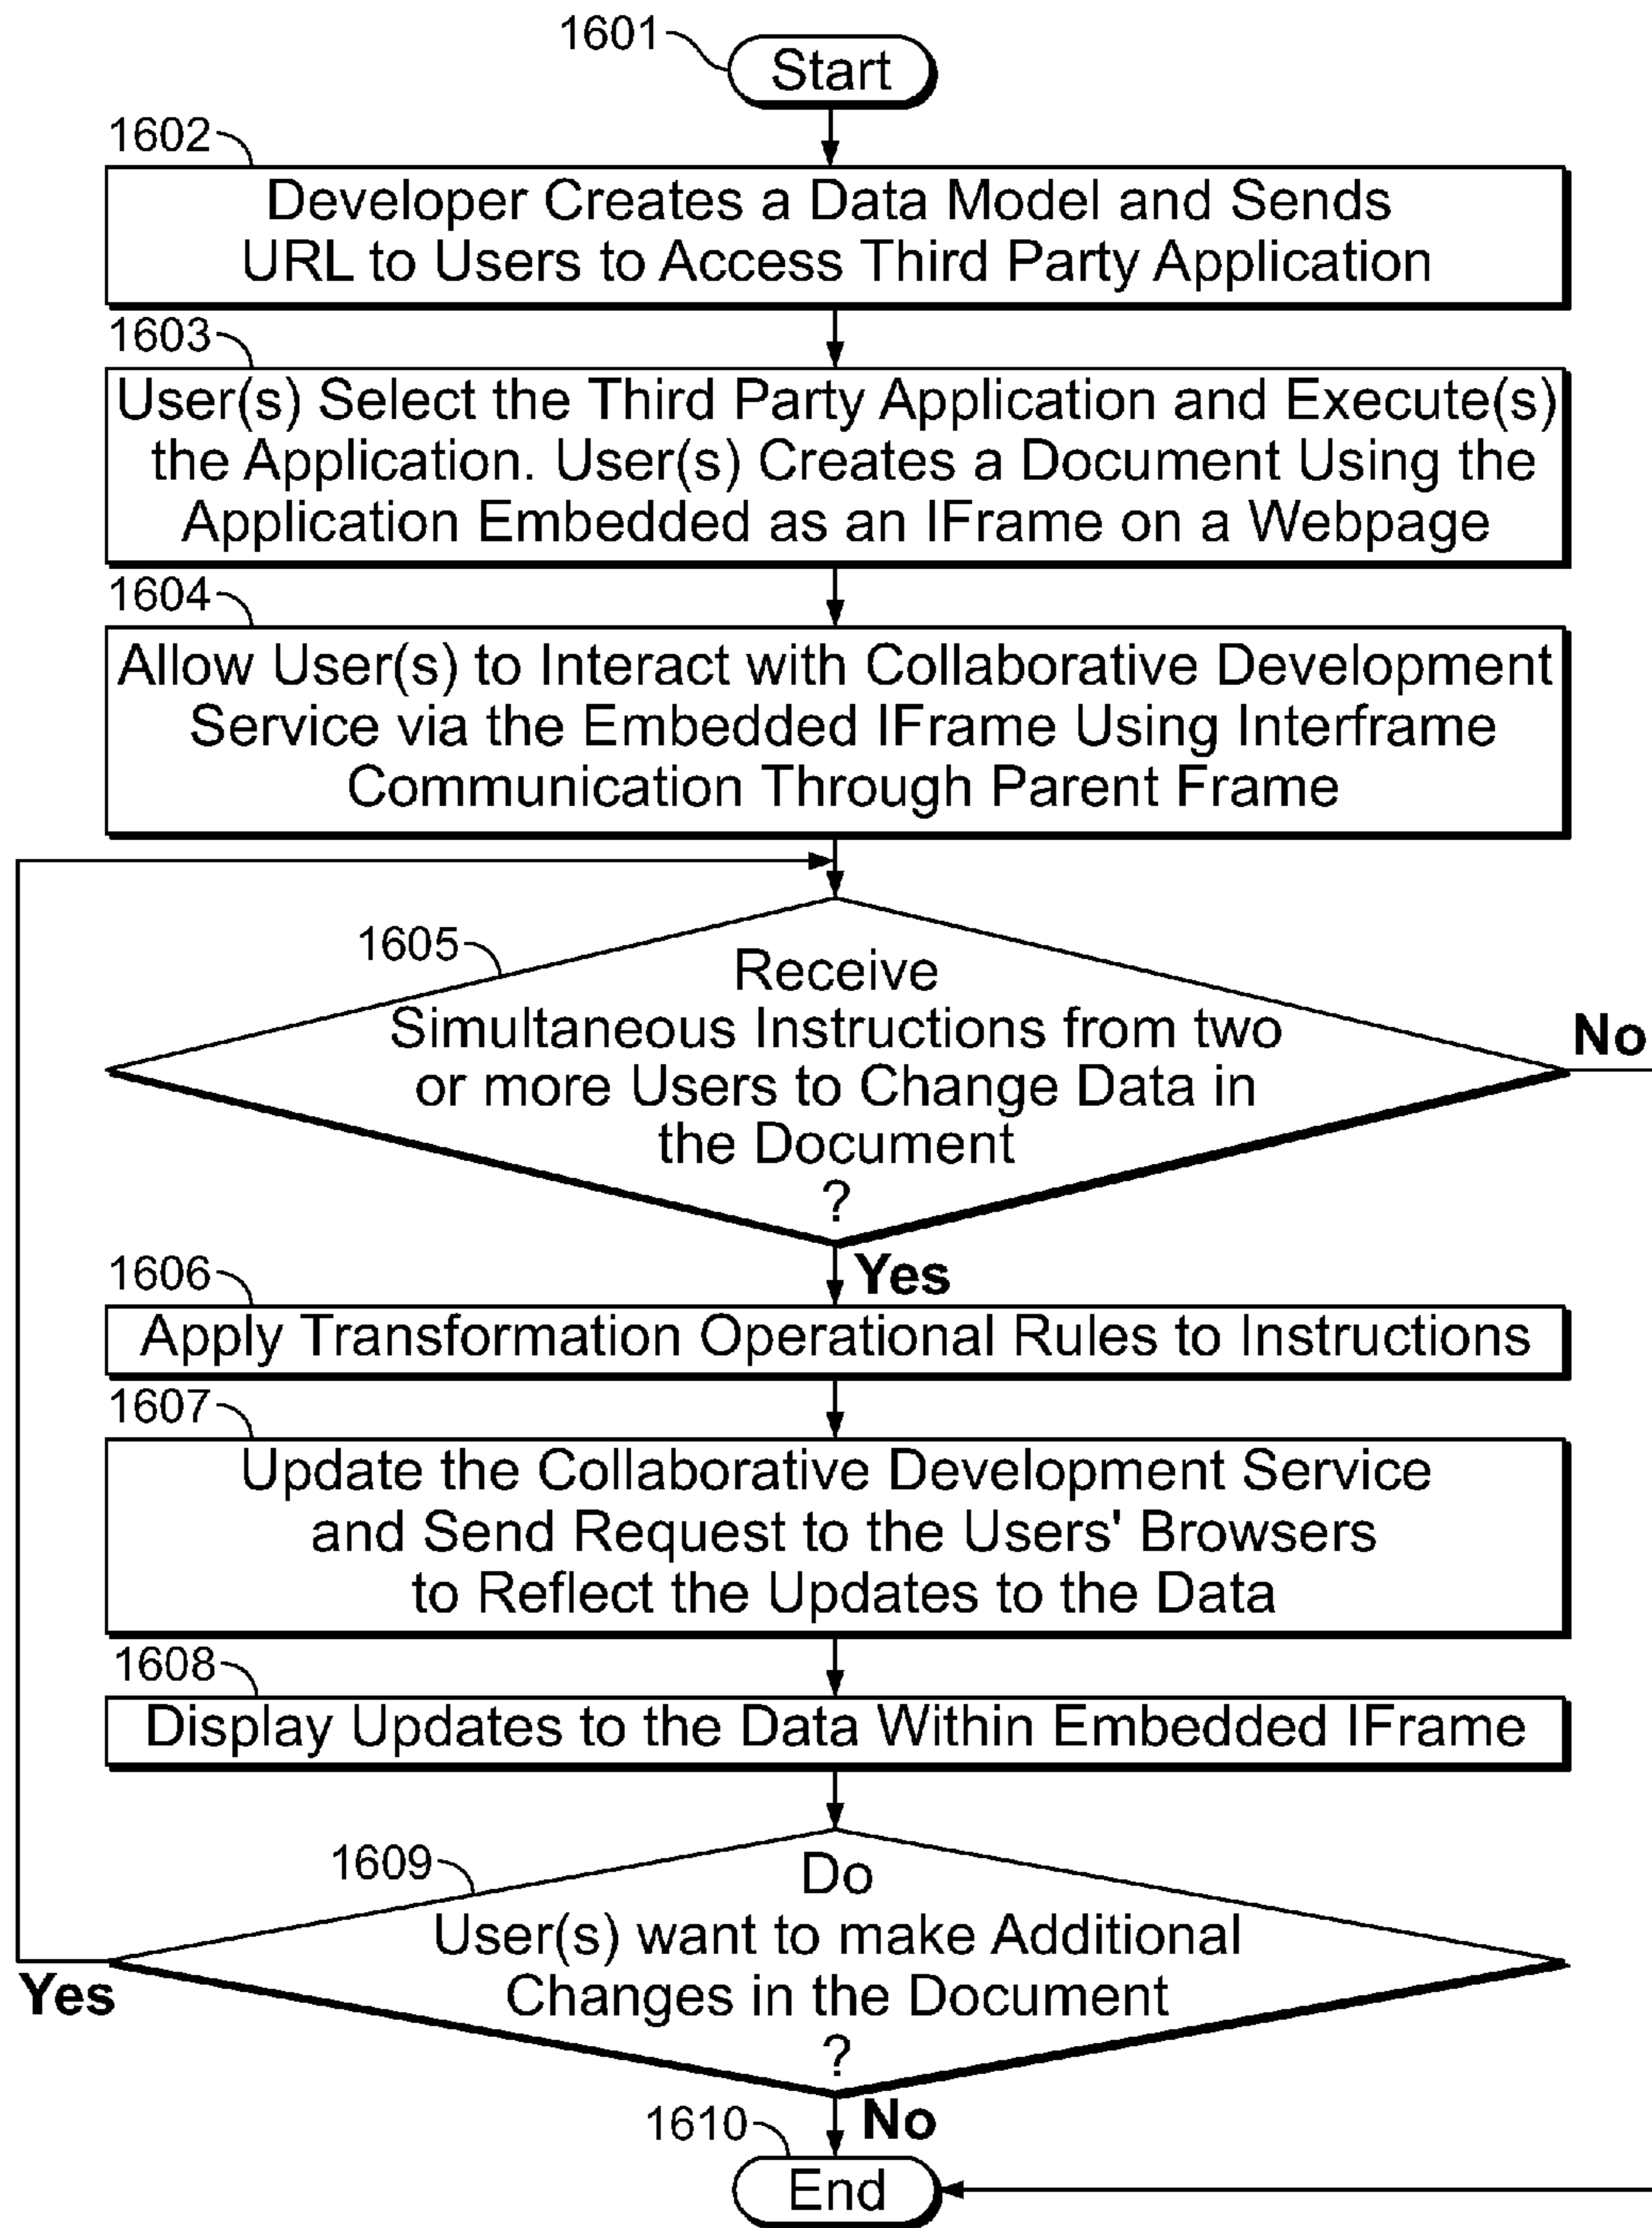 1601
Start
1602
Developer Creates a Data Model and Sends
URL to Users to Access Third Party Application
1603
User(s) Select the Third Party Application and Execute(s)
the Application. User(s) Creates a Document Using the
Application Embedded as an IFrame on a Webpage
1604
Allow User(s) to Interact with Collaborative Development
Service via the Embedded IFrame Using Interframe
Communication Through Parent Frame
1605
Receive
Simultaneous Instructions from two
or more Users to Change Data in
the Document
?
No
Yes
1606
Apply Transformation Operational Rules to Instructions
1607
Update the Collaborative Development Service
and Send Request to the Users' Browsers
to Reflect the Updates to the Data
1608
Display Updates to the Data Within Embedded IFrame
1609
Do
User(s) want to make Additional
Changes in the Document
?
Yes
No
1610
End